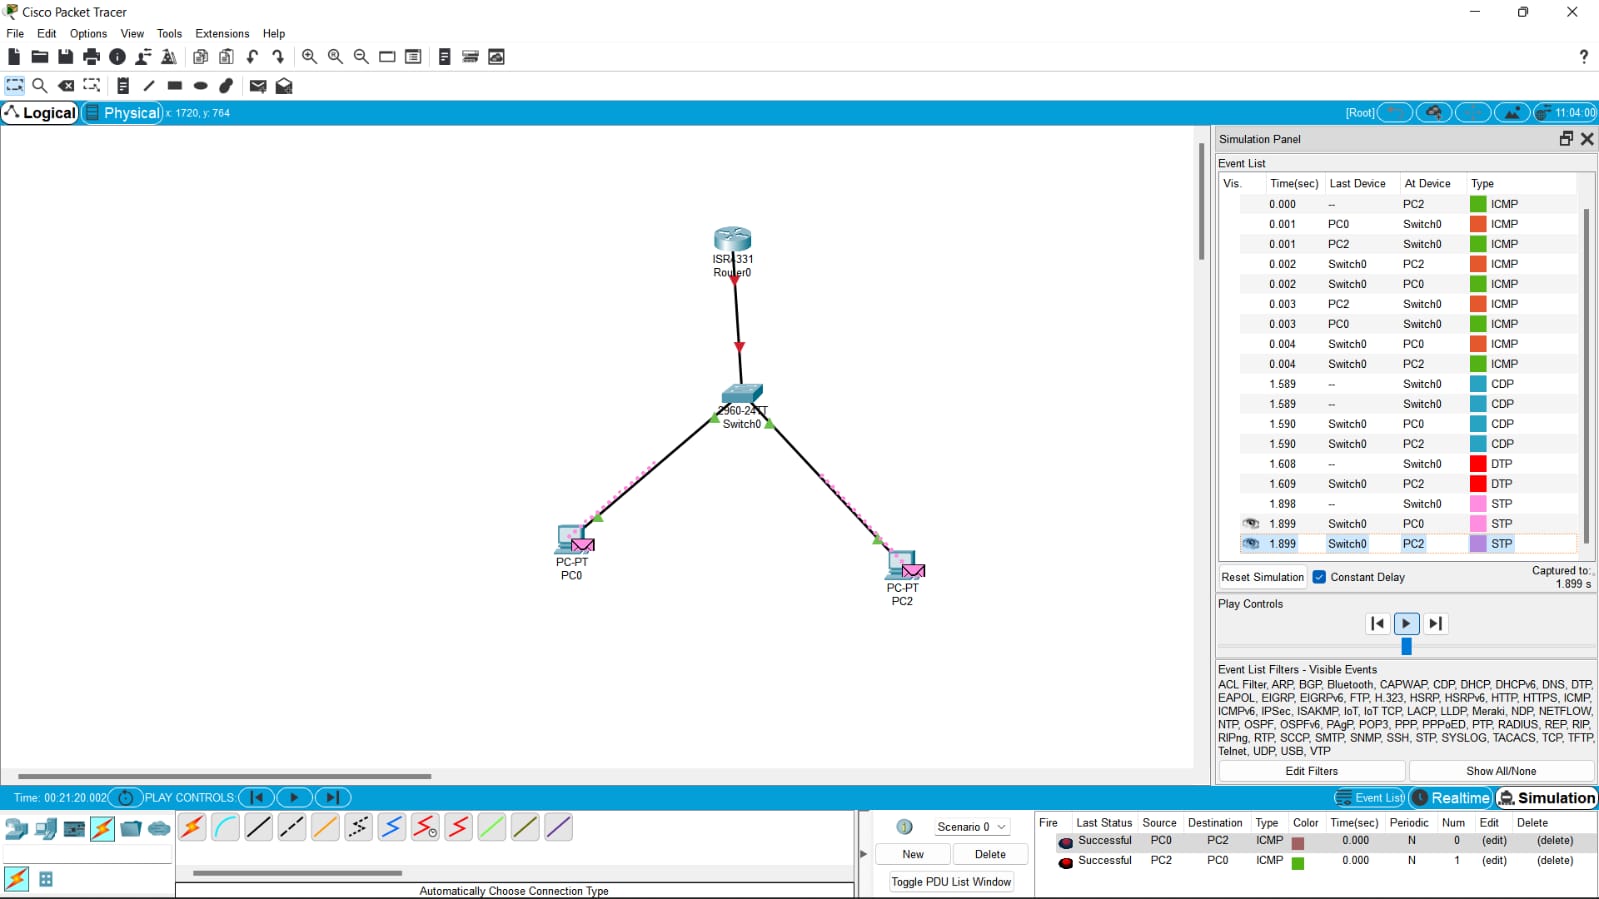 Cisco Packet Tracer
File Edit Options View Tools Extensions Help
?
Logical Physical x: 1720, y: 764 [Root] 11:04:00
Simulation Panel
Event List
Vis. Time(sec) Last Device At Device Type
0.000 -- PC2 ICMP
0.001 PC0 Switch0 ICMP
0.001 PC2 Switch0 ICMP
0.002 Switch0 PC2 ICMP
0.002 Switch0 PC0 ICMP
0.003 PC2 Switch0 ICMP
0.003 PC0 Switch0 ICMP
0.004 Switch0 PC0 ICMP
0.004 Switch0 PC2 ICMP
1.589 -- Switch0 CDP
1.589 -- Switch0 CDP
1.590 Switch0 PC0 CDP
1.590 Switch0 PC2 CDP
1.608 -- Switch0 DTP
1.609 Switch0 PC2 DTP
1.898 -- Switch0 STP
1.899 Switch0 PC0 STP
1.899 Switch0 PC2 STP
Reset Simulation Constant Delay Captured to:
1.899 s
Play Controls
Event List Filters - Visible Events
ACL Filter, ARP, BGP, Bluetooth, CAPWAP, CDP, DHCP, DHCPv6, DNS, DTP,
EAPOL, EIGRP, EIGRPv6, FTP, H.323, HSRP, HSRPv6, HTTP, HTTPS, ICMP,
ICMPv6, IPSec, ISAKMP, IoT, IoT TCP, LACP, LLDP, Meraki, NDP, NETFLOW,
NTP, OSPF, OSPFv6, PAgP, POP3, PPP, PPPoED, PTP, RADIUS, REP, RIP,
RIPng, RTP, SCCP, SMTP, SNMP, SSH, STP, SYSLOG, TACACS, TCP, TFTP,
Telnet, UDP, USB, VTP
Edit Filters Show All/None
ISR4331
Router0
2960-24TT
Switch0
PC-PT
PC0
PC-PT
PC2
Time: 00:21:20.002 PLAY CONTROLS: Event List Realtime Simulation
Automatically Choose Connection Type
Scenario 0
New Delete
Toggle PDU List Window
Fire Last Status Source Destination Type Color Time(sec) Periodic Num Edit Delete
Successful PC0 PC2 ICMP 0.000 N 0 (edit) (delete)
Successful PC2 PC0 ICMP 0.000 N 1 (edit) (delete)